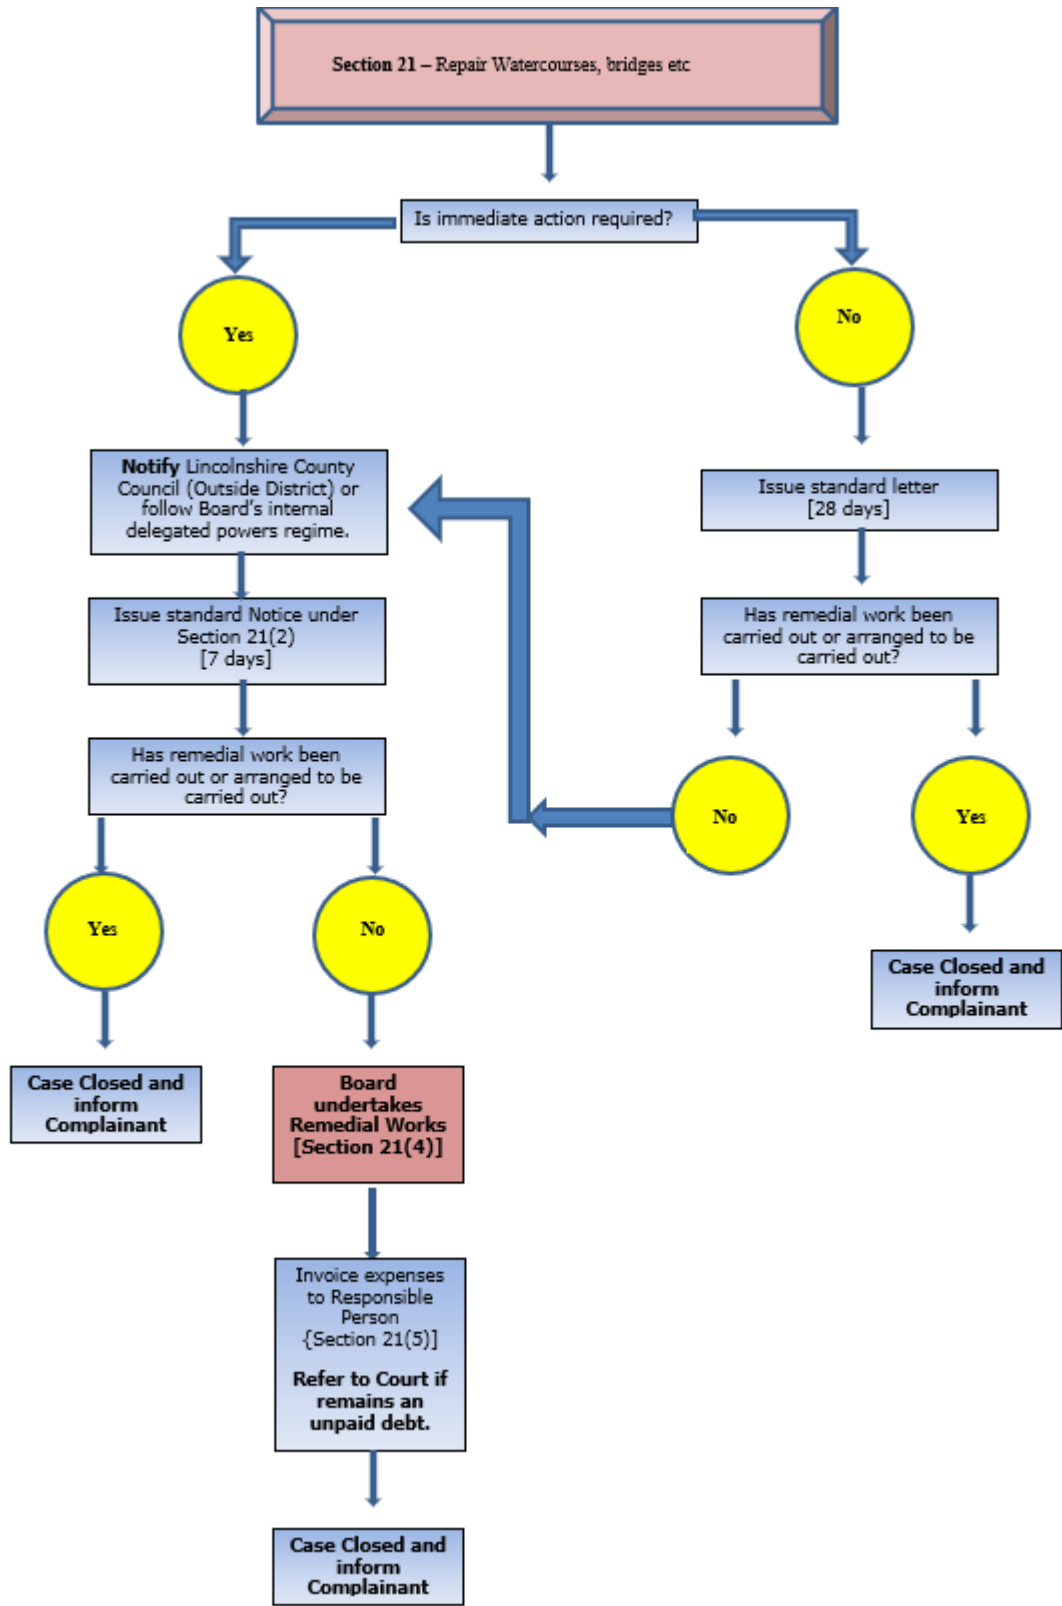 Section 21 – Repair Watercourses, bridges etc
Is immediate action required?
Yes
No
Notify Lincolnshire County
Council (Outside District) or
follow Board's internal
delegated powers regime.
Issue standard letter
[28 days]
Issue standard Notice under
Section 21(2)
[7 days]
Has remedial work been
carried out or arranged to be
carried out?
Has remedial work been
carried out or arranged to be
carried out?
No
Yes
Yes
No
Case Closed and
inform
Complainant
Case Closed and
inform
Complainant
Board
undertakes
Remedial Works
[Section 21(4)]
Invoice expenses
to Responsible
Person
{Section 21(5)]
Refer to Court if
remains an
unpaid debt.
Case Closed and
inform
Complainant